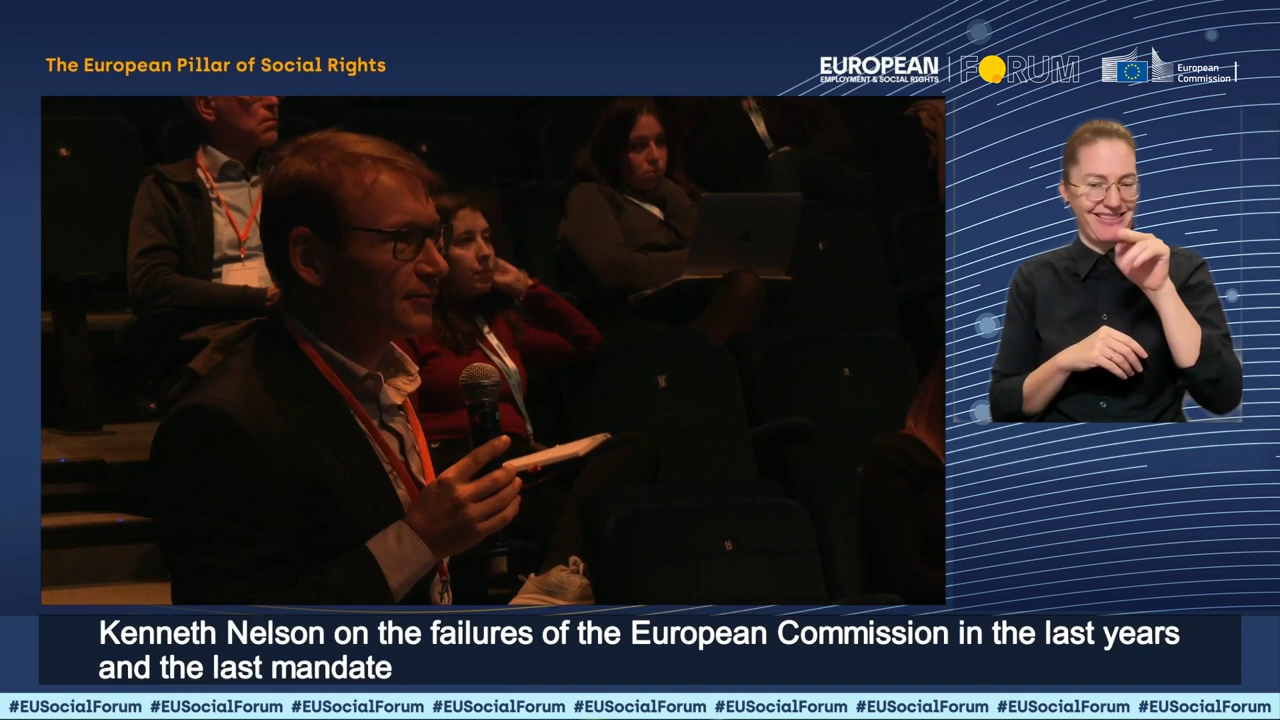 The European Pillar of Social Rights
EUROPEAN
EMPLOYMENT & SOCIAL RIGHTS
FORUM
European
Commission
15
Kenneth Nelson on the failures of the European Commission in the last years
and the last mandate
#EUSocialForum #EUSocialForum #EUSocialForum #EUSocialForum #EUSocialForum #EUSocialForum #EUSocialForum #EUSocialForum #EUSocialForum